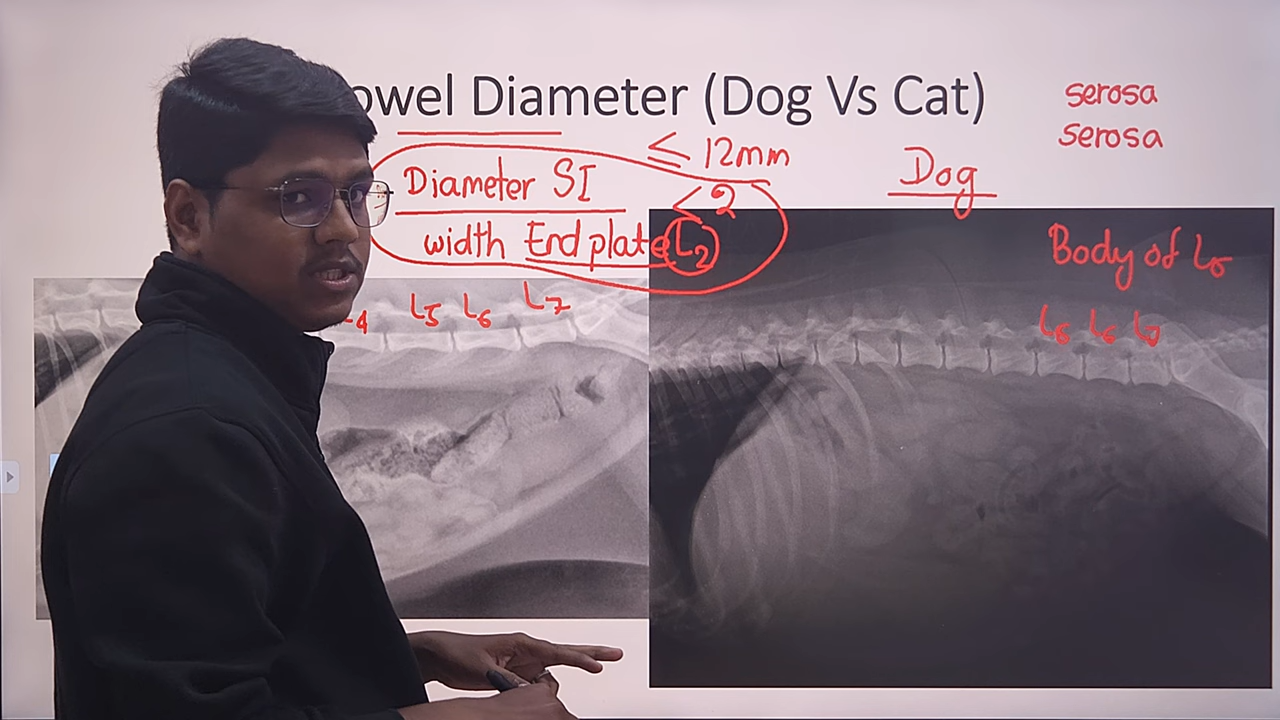 owel Diameter (Dog Vs Cat)
serosa
serosa
≤ 12mm
Diameter SI
< 2
width End plate L2
Dog
Body of L5
4 L5 L6 L7
L5 L6 L7